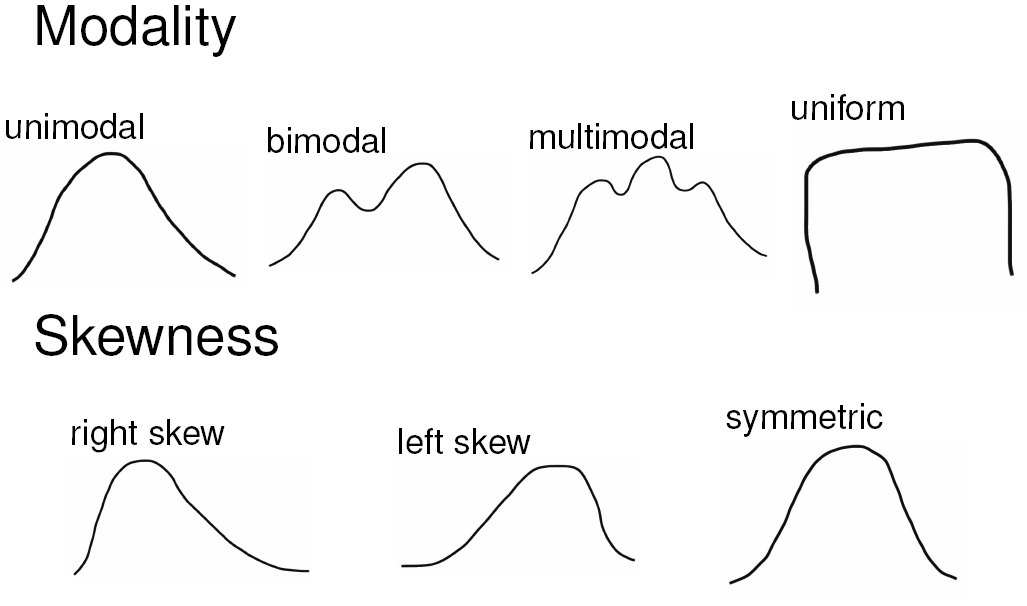 Modality
unimodal
bimodal
multimodal
uniform
Skewness
right skew
left skew
symmetric